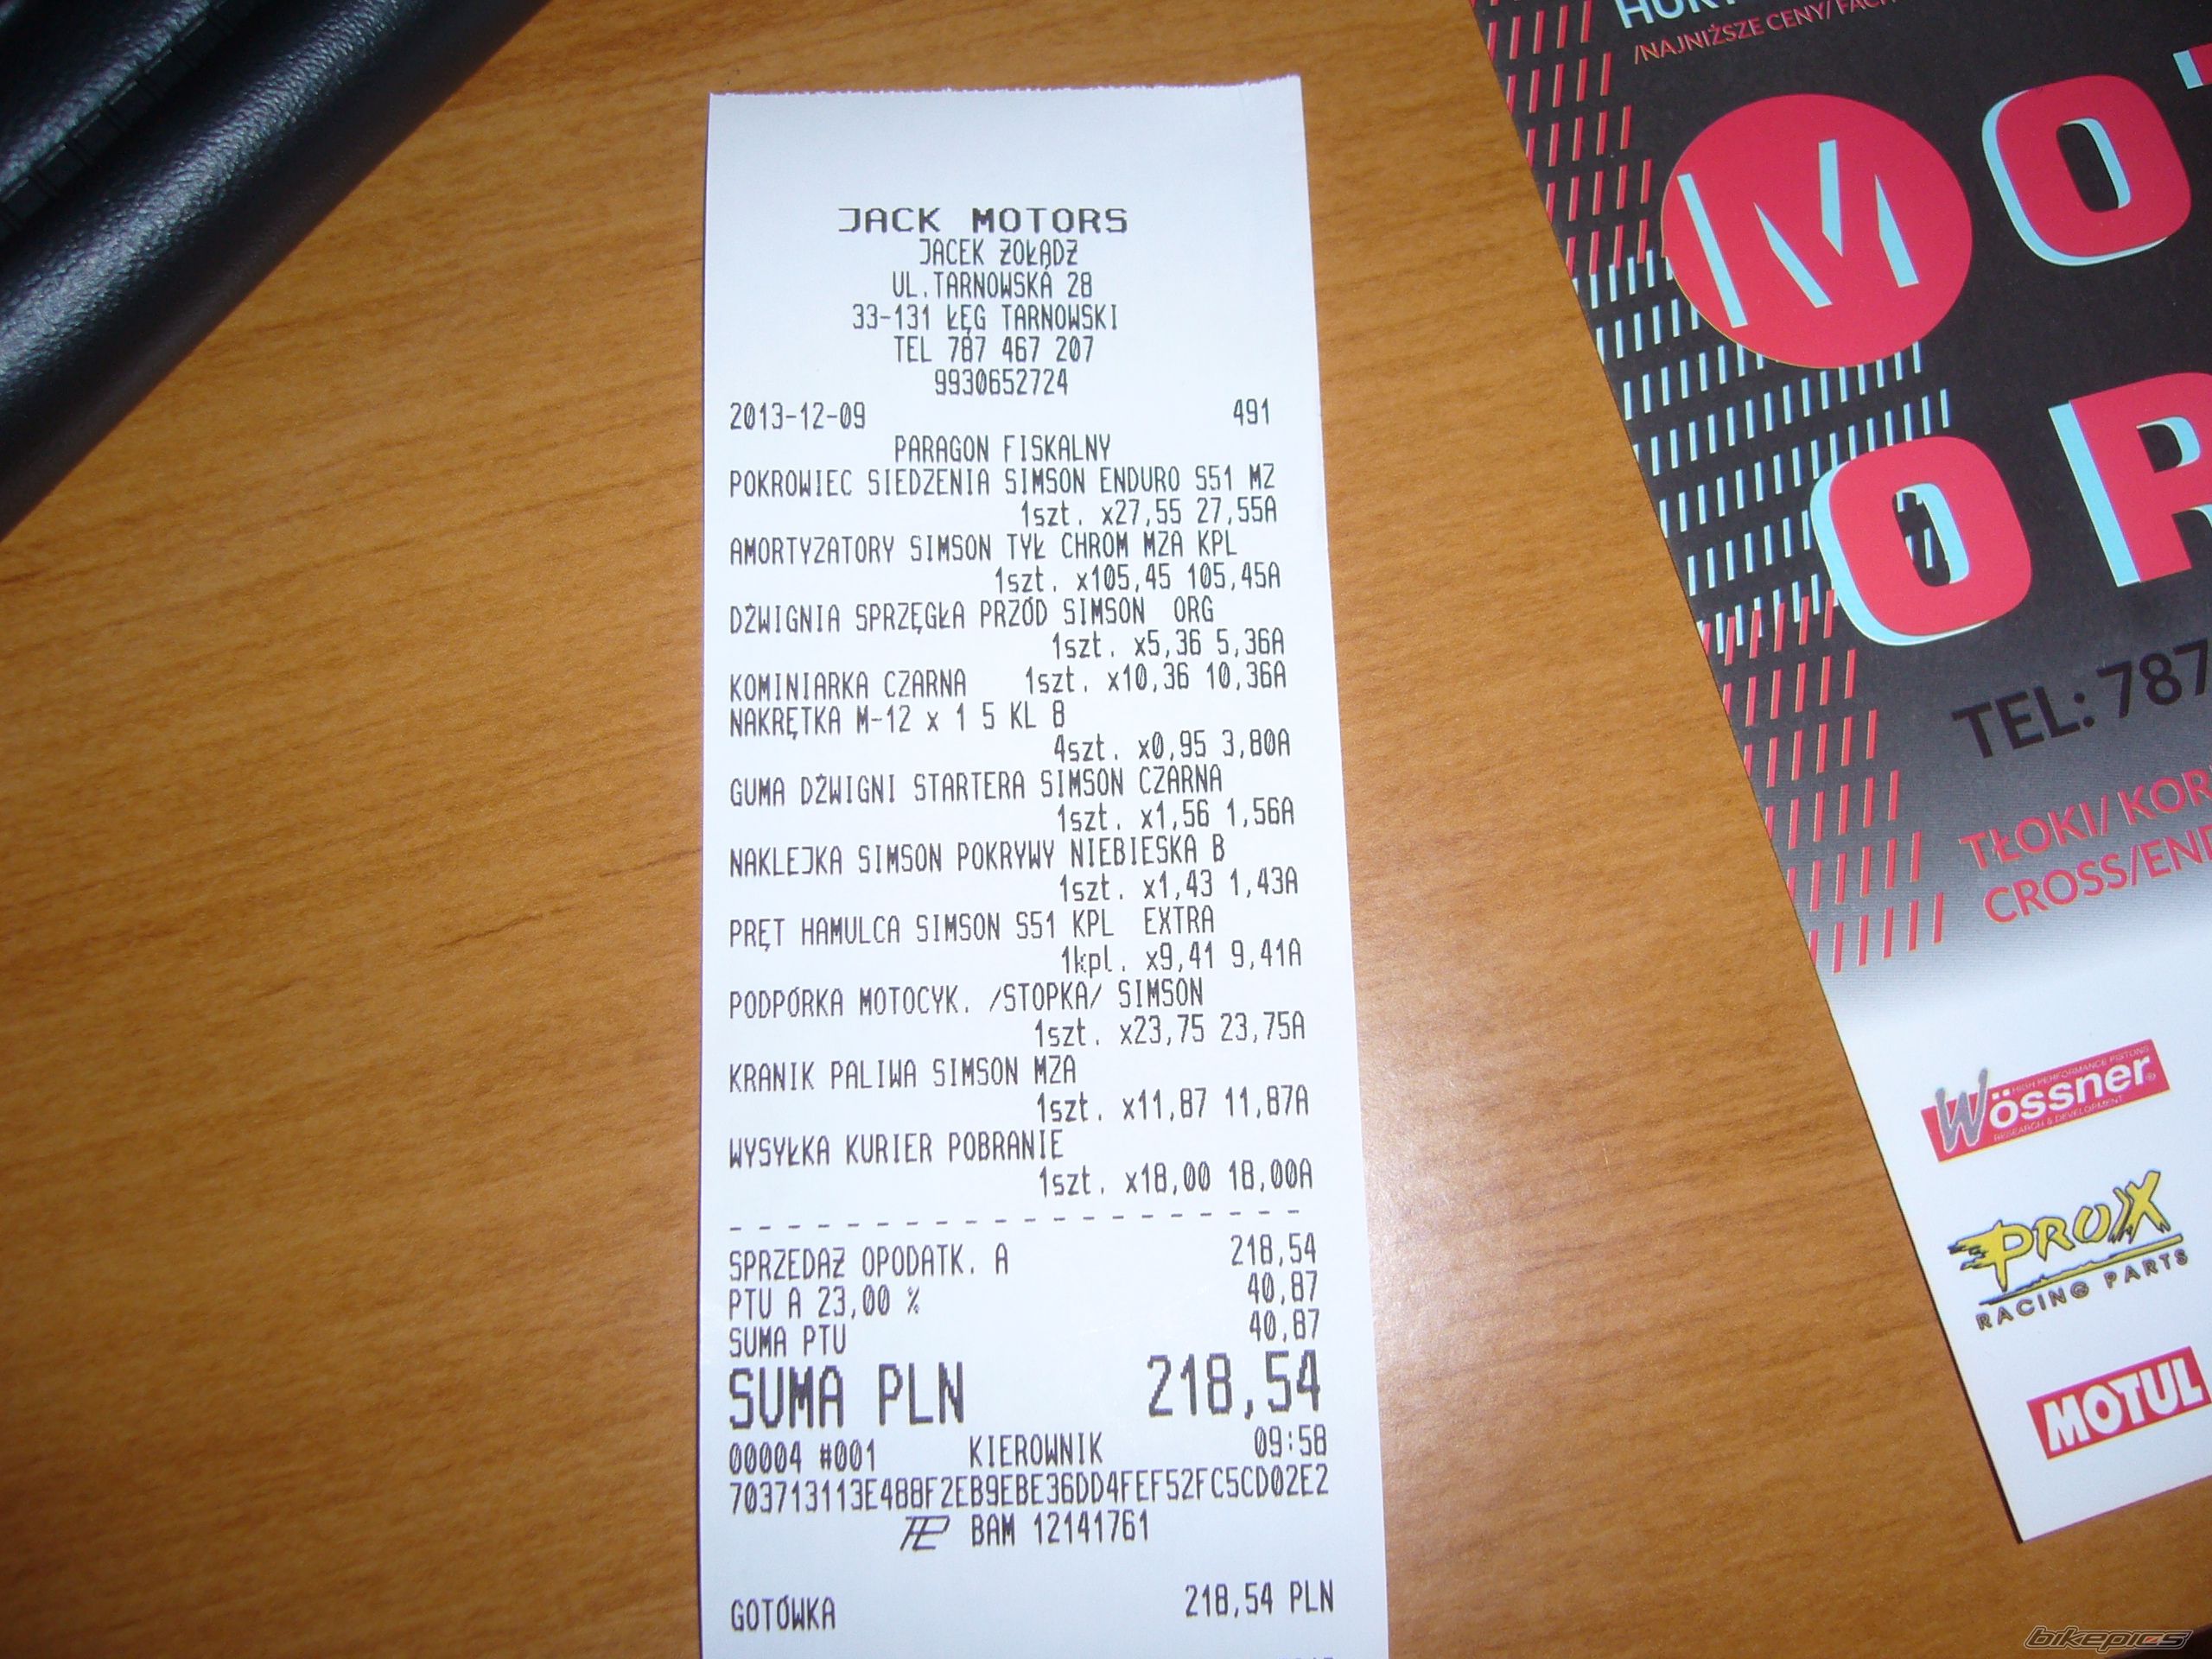 JACK MOTORS
JACEK ŻOŁĄDŹ
UL.TARNOWSKA 28
33-131 ŁĘG TARNOWSKI
TEL 787 467 207
9930652724
2013-12-09 491
PARAGON FISKALNY
POKROWIEC SIEDZENIA SIMSON ENDURO S51 MZ
1szt. x27,55 27,55A
AMORTYZATORY SIMSON TYŁ CHROM MZA KPL
1szt. x105,45 105,45A
DŹWIGNIA SPRZĘGŁA PRZÓD SIMSON ORG
1szt. x5,36 5,36A
KOMINIARKA CZARNA 1szt. x10,36 10,36A
NAKRĘTKA M-12 x 1 5 KL 8
4szt. x0,95 3,80A
GUMA DŹWIGNI STARTERA SIMSON CZARNA
1szt. x1,56 1,56A
NAKLEJKA SIMSON POKRYWY NIEBIESKA B
1szt. x1,43 1,43A
PRĘT HAMULCA SIMSON S51 KPL EXTRA
1kpl. x9,41 9,41A
PODPÓRKA MOTOCYK. /STOPKA/ SIMSON
1szt. x23,75 23,75A
KRANIK PALIWA SIMSON MZA
1szt. x11,87 11,87A
WYSYŁKA KURIER POBRANIE
1szt. x18,00 18,00A
SPRZEDAŻ OPODATK. A 218,54
PTU A 23,00 % 40,87
SUMA PTU 40,87
SUMA PLN 218,54
00004 #001 KIEROWNIK 09:58
703713113E488F2EB9EBE36DD4FEF52FC5CD02E2
BAM 12141761
GOTÓWKA 218,54 PLN
/NAJNIŻSZE CENY/
MO
O
TEL: 787
TŁOKI/
CROSS/
Wössner
HIGH PERFORMANCE PISTONS
RESEARCH & DEVELOPMENT
PROX
RACING PARTS
MOTUL
bikepics